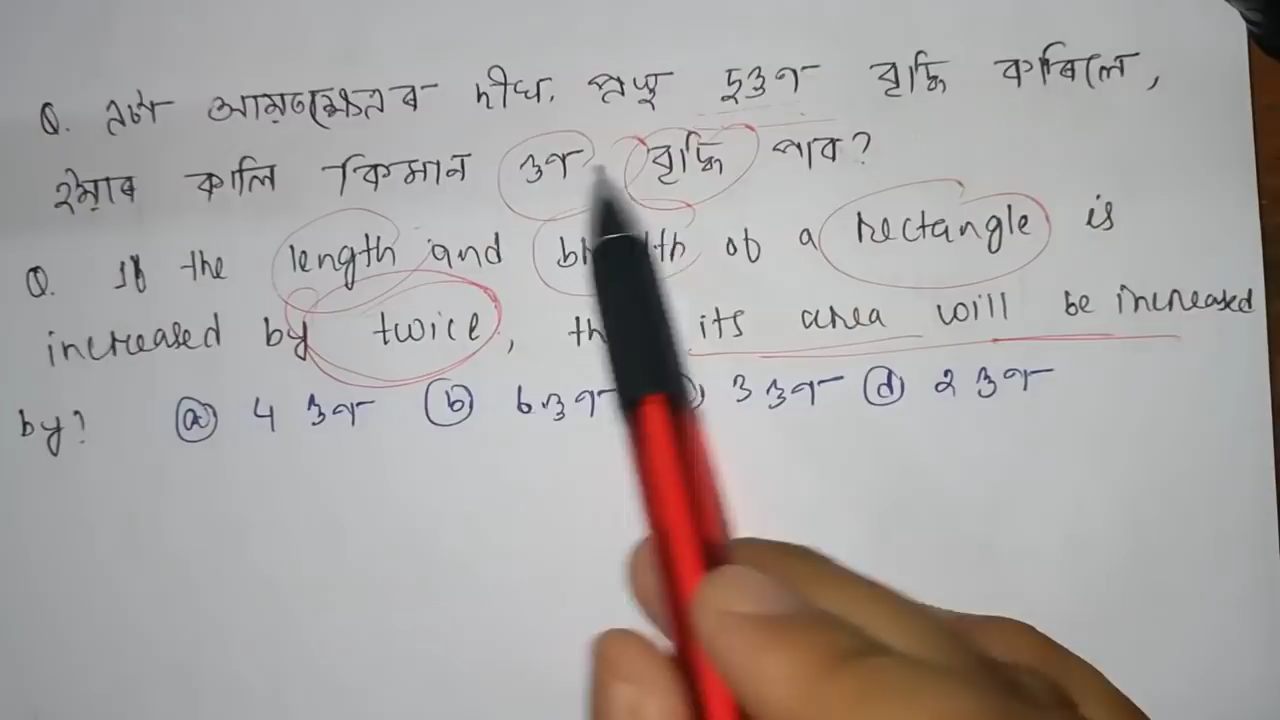 Q. এটা আয়তক্ষেত্ৰৰ দীঘ, প্ৰস্থ দুগুণ বৃদ্ধি কৰিলে,
ইয়াৰ কালি কিমান গুণ বৃদ্ধি পাব?
Q. If the length and of a rectangle is
increased by twice, its area will be increased
by? (a) 4 গুণ (b) 6 গুণ 3 গুণ (d) 2 গুণ